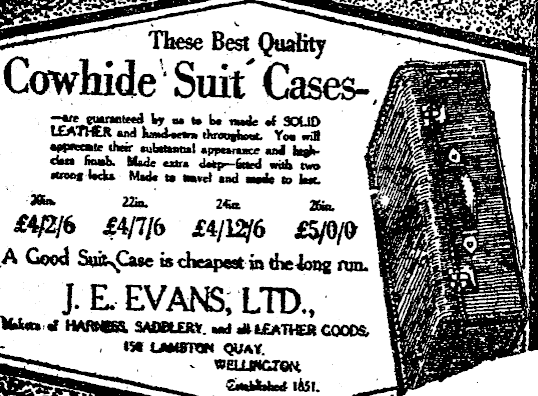 These Best Quality
Cowhide Suit Cases-
—are guaranteed by us to be made of SOLID
LEATHER and hand-sewn throughout. You will
appreciate their substantial appearance and high-
class finish. Made extra deep—fitted with two
strong locks. Made to travel and made to last.
20in. 22in. 24in. 26in.
£4/2/6 £4/7/6 £4/12/6 £5/0/0
A Good Suit Case is cheapest in the long run.
J. E. EVANS, LTD.,
Makers of HARNESS, SADDLERY, and all LEATHER GOODS,
LAMBTON QUAY,
WELLINGTON.
Established 1851.